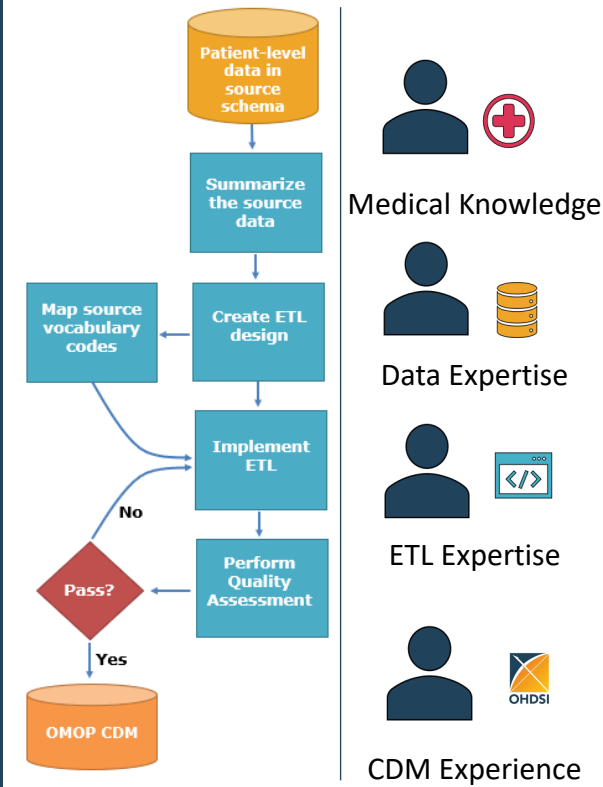 Patient-level
data in
source
schema
Summarize
the source
data
Map source
vocabulary
codes
Create ETL
design
Implement
ETL
No
Pass?
Perform
Quality
Assessment
Yes
OMOP CDM
Medical Knowledge
Data Expertise
</>
ETL Expertise
OHDSI
CDM Experience